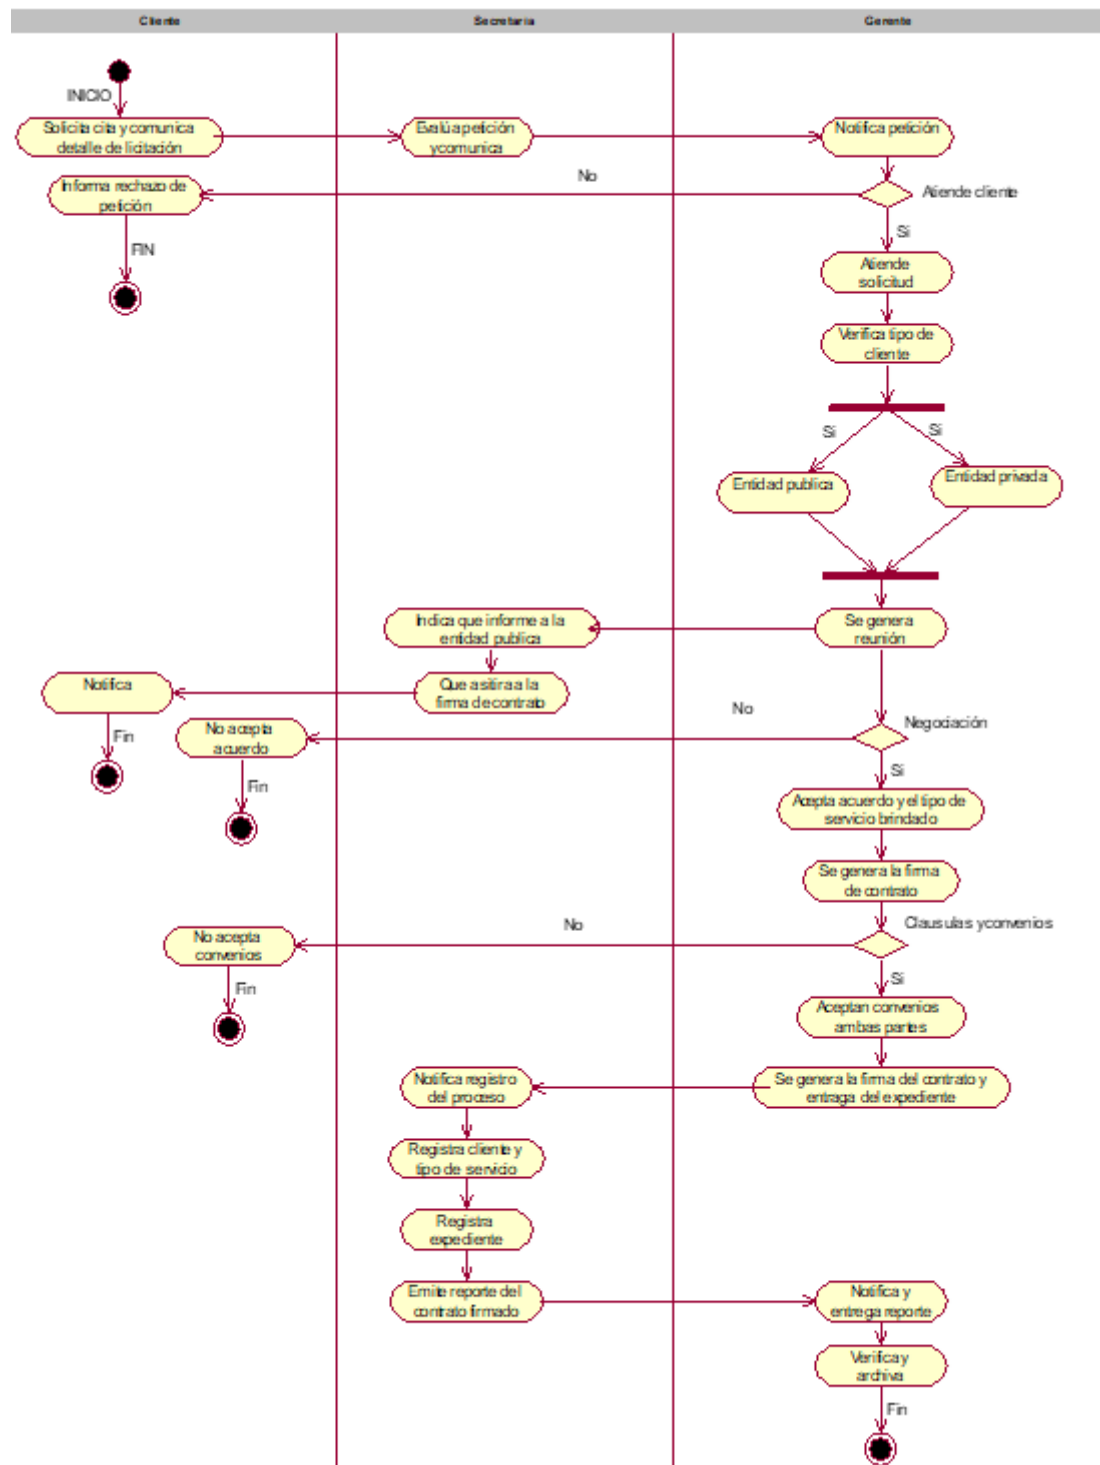 Cliente
Secretaria
Gerente
INICIO
Solicita cita y comunica
detalle de licitación
Evalúa petición
y comunica
Notifica petición
No
Informa rechazo de
petición
Atiende cliente
FIN
Si
Atiende
solicitud
Verifica tipo de
cliente
Si
Si
Entidad publica
Entidad privada
Indica que informe a la
entidad publica
Se genera
reunión
Notifica
Que asitira a la
firma de contrato
No
Negociación
Fin
No acepta
acuerdo
Si
Fin
Acepta acuerdo y el tipo de
servicio brindado
Se genera la firma
de contrato
No
Clausulas y convenios
No acepta
convenios
Si
Fin
Aceptan convenios
ambas partes
Notifica registro
del proceso
Se genera la firma del contrato y
entraga del expediente
Registra cliente y
tipo de servicio
Registra
expediente
Emite reporte del
contrato firmado
Notifica y
entrega reporte
Verifica y
archiva
Fin